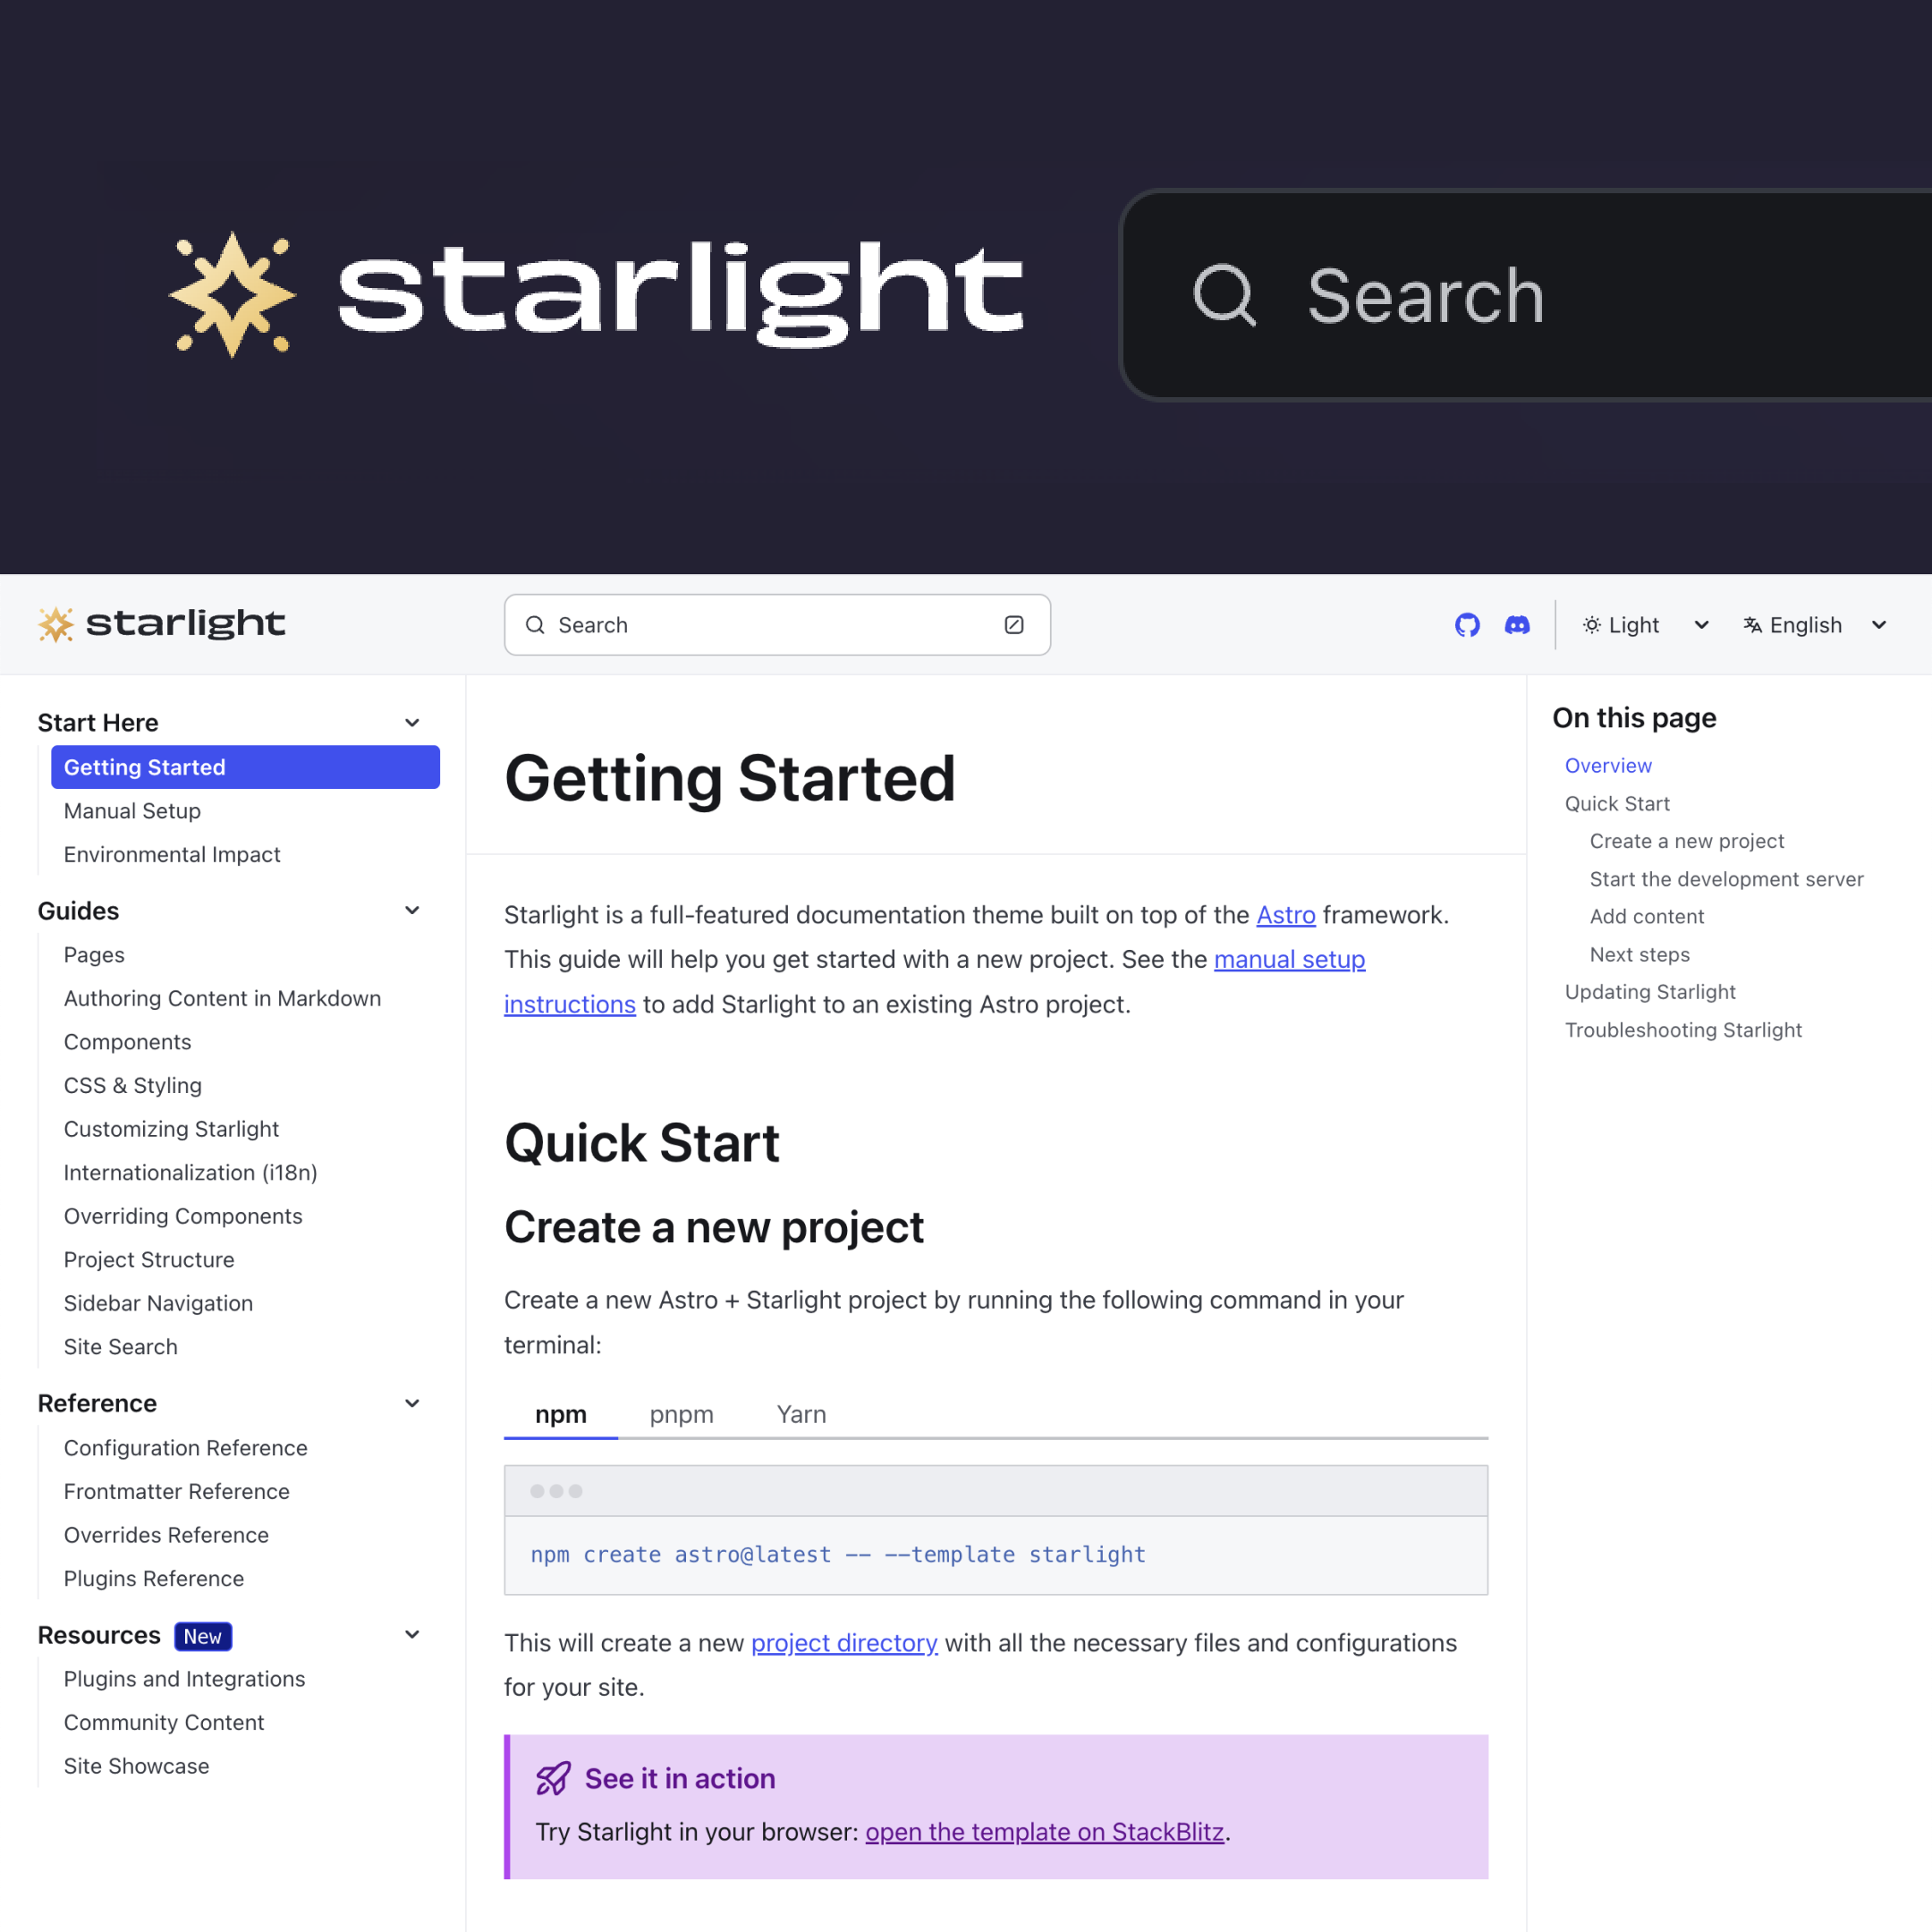 starlight
Search
starlight
Search
Light
English
Start Here
Getting Started
Manual Setup
Environmental Impact
Guides
Pages
Authoring Content in Markdown
Components
CSS & Styling
Customizing Starlight
Internationalization (i18n)
Overriding Components
Project Structure
Sidebar Navigation
Site Search
Reference
Configuration Reference
Frontmatter Reference
Overrides Reference
Plugins Reference
Resources New
Plugins and Integrations
Community Content
Site Showcase
Getting Started
Starlight is a full-featured documentation theme built on top of the Astro framework.
This guide will help you get started with a new project. See the manual setup
instructions to add Starlight to an existing Astro project.
Quick Start
Create a new project
Create a new Astro + Starlight project by running the following command in your
terminal:
npm pnpm Yarn
npm create astro@latest -- --template starlight
This will create a new project directory with all the necessary files and configurations
for your site.
See it in action
Try Starlight in your browser: open the template on StackBlitz.
On this page
Overview
Quick Start
Create a new project
Start the development server
Add content
Next steps
Updating Starlight
Troubleshooting Starlight